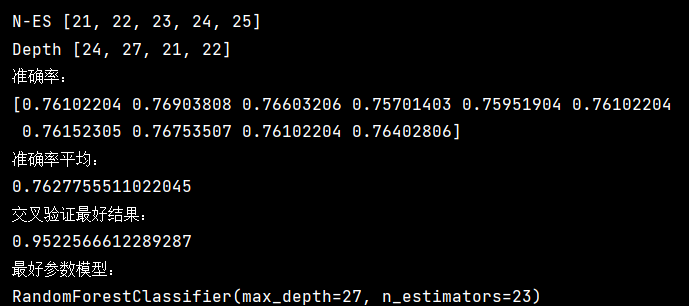 N-ES [21, 22, 23, 24, 25]
Depth [24, 27, 21, 22]
准确率：
[0.76102204 0.76903808 0.76603206 0.75701403 0.75951904 0.76102204
0.76152305 0.76753507 0.76102204 0.76402806]
准确率平均：
0.7627755511022045
交叉验证最好结果：
0.9522566612289287
最好参数模型：
RandomForestClassifier(max_depth=27, n_estimators=23)